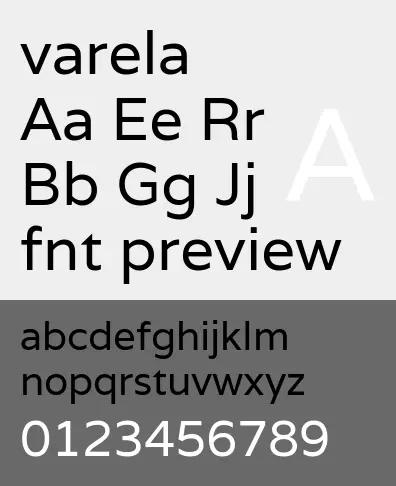 varela
Aa Ee Rr
A
Bb Gg Jj
fnt preview
abcdefghijklm
nopqrstuvwxyz
0123456789